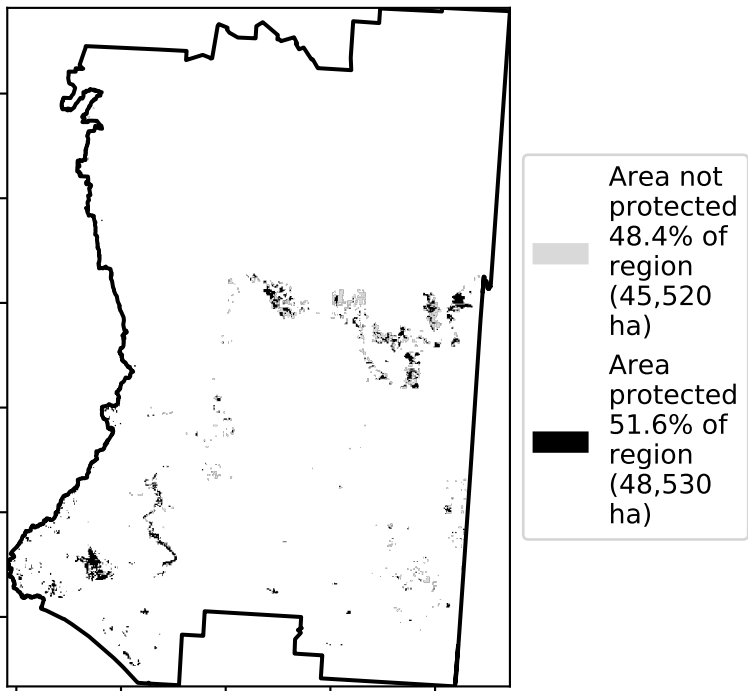 Area not
protected
48.4% of
region
(45,520
ha)
Area
protected
51.6% of
region
(48,530
ha)